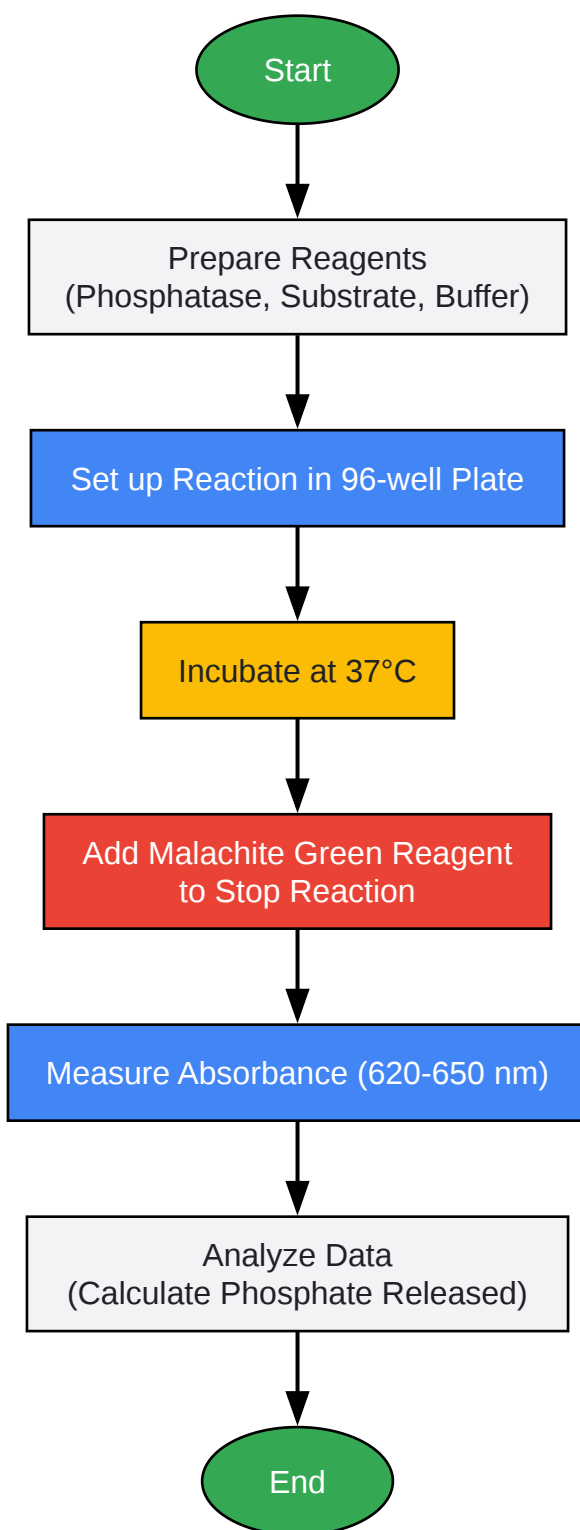 Start
Prepare Reagents
(Phosphatase, Substrate, Buffer)
Set up Reaction in 96-well Plate
Incubate at 37°C
Add Malachite Green Reagent
to Stop Reaction
Measure Absorbance (620-650 nm)
Analyze Data
(Calculate Phosphate Released)
End